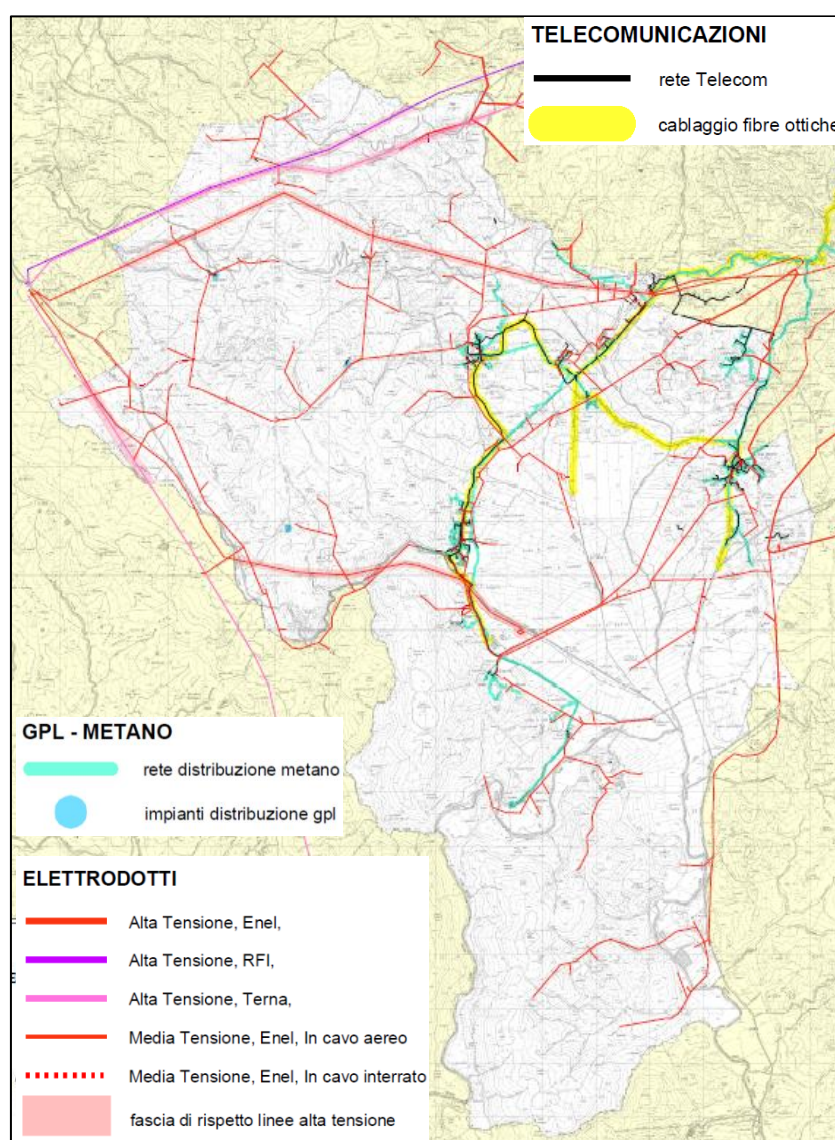 TELECOMUNICAZIONI
rete Telecom
cablaggio fibre ottiche
GPL - METANO
rete distribuzione metano
impianti distribuzione gpl
ELETTRODOTTI
Alta Tensione, Enel,
Alta Tensione, RFI,
Alta Tensione, Terna,
Media Tensione, Enel, In cavo aereo
Media Tensione, Enel, In cavo interrato
fascia di rispetto linee alta tensione